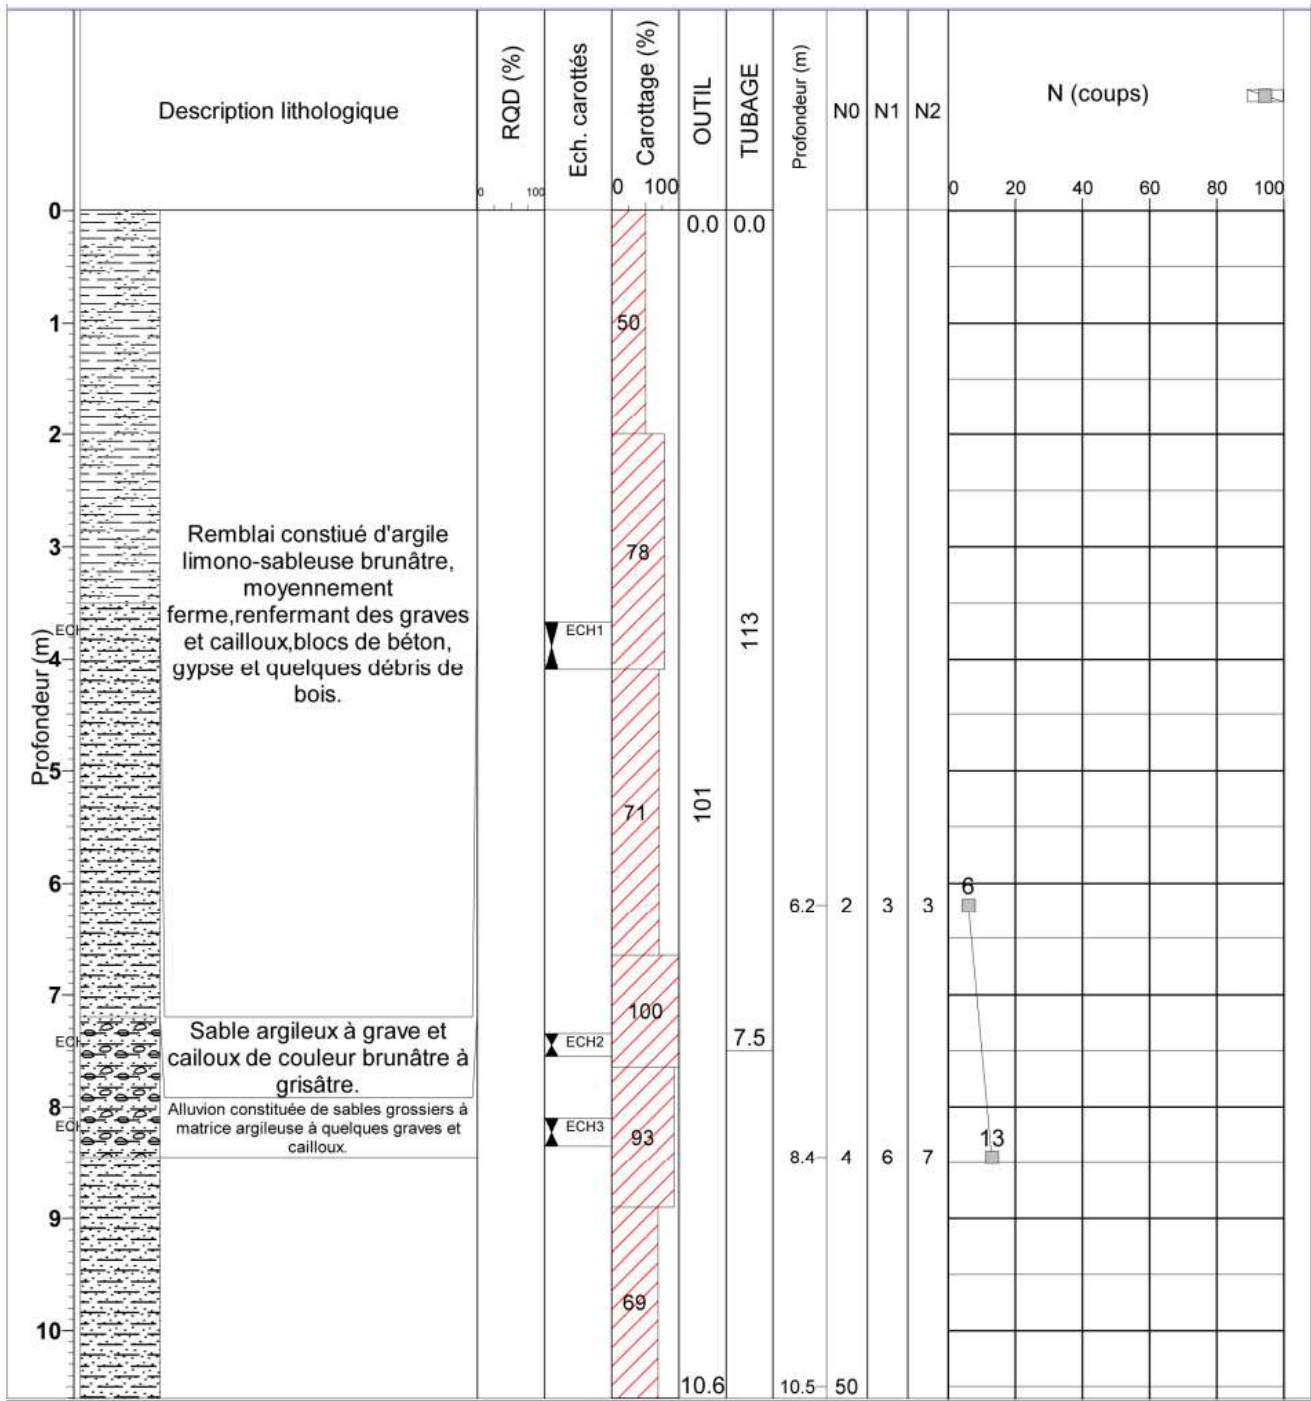 Description lithologique
RQD (%)
0 100
Ech. carottés
Carottage (%)
0 100
OUTIL
TUBAGE
Profondeur (m)
N0
N1
N2
N (coups)
0 20 40 60 80 100
Profondeur (m)
0
1
2
3
4
5
6
7
8
9
10
Remblai constiué d'argile
limono-sableuse brunâtre,
moyennement
ferme,renfermant des graves
et cailloux,blocs de béton,
gypse et quelques débris de
bois.
Sable argileux à grave et
cailoux de couleur brunâtre à
grisâtre.
Alluvion constituée de sables grossiers à
matrice argileuse à quelques graves et
cailloux.
ECH1
ECH2
ECH3
50
78
71
100
93
69
0.0
101
10.6
0.0
113
7.5
6.2 2 3 3
6
8.4 4 6 7
13
10.5 50